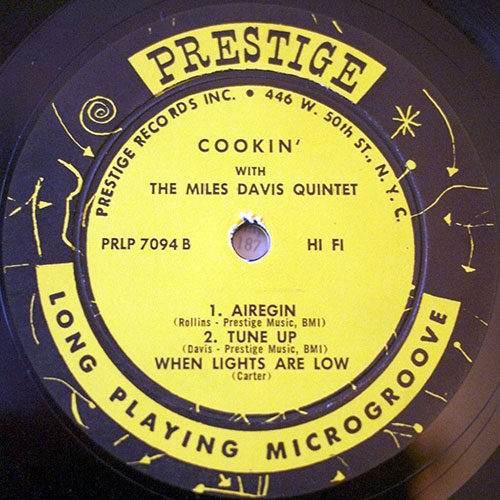 PRESTIGE
PRESTIGE RECORDS INC. • 446 W. 50th ST., N.Y.C.
COOKIN'
WITH
THE MILES DAVIS QUINTET
PRLP 7094 B HI FI
187
1. AIREGIN
(Rollins - Prestige Music, BMI)
2. TUNE UP
(Davis - Prestige Music, BMI)
WHEN LIGHTS ARE LOW
(Carter)
LONG PLAYING MICROGROOVE